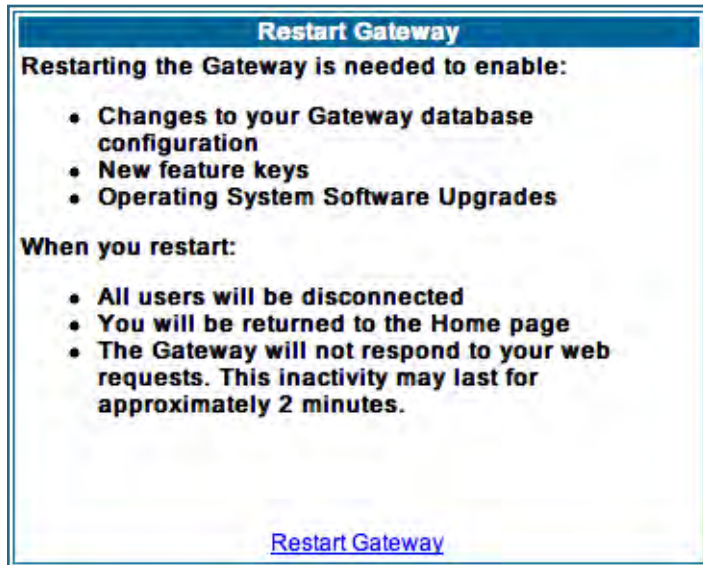 Restart Gateway
Restarting the Gateway is needed to enable:
• Changes to your Gateway database
configuration
• New feature keys
• Operating System Software Upgrades
When you restart:
• All users will be disconnected
• You will be returned to the Home page
• The Gateway will not respond to your web
requests. This inactivity may last for
approximately 2 minutes.
Restart Gateway